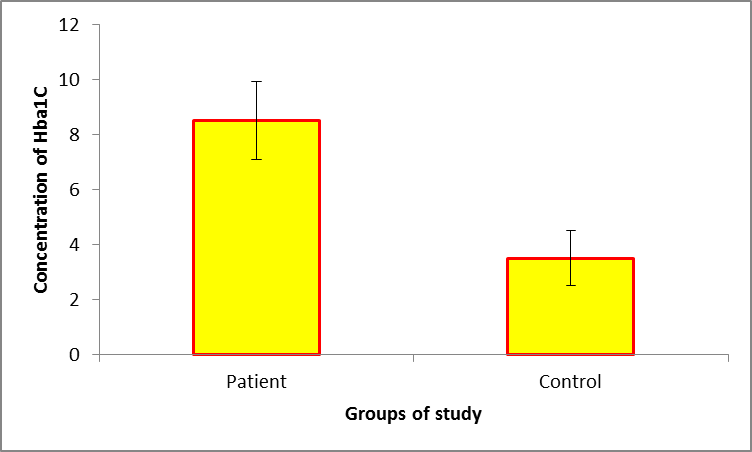 12
10
8
6
4
2
0
Concentration of Hba1C
Patient
Control
Groups of study